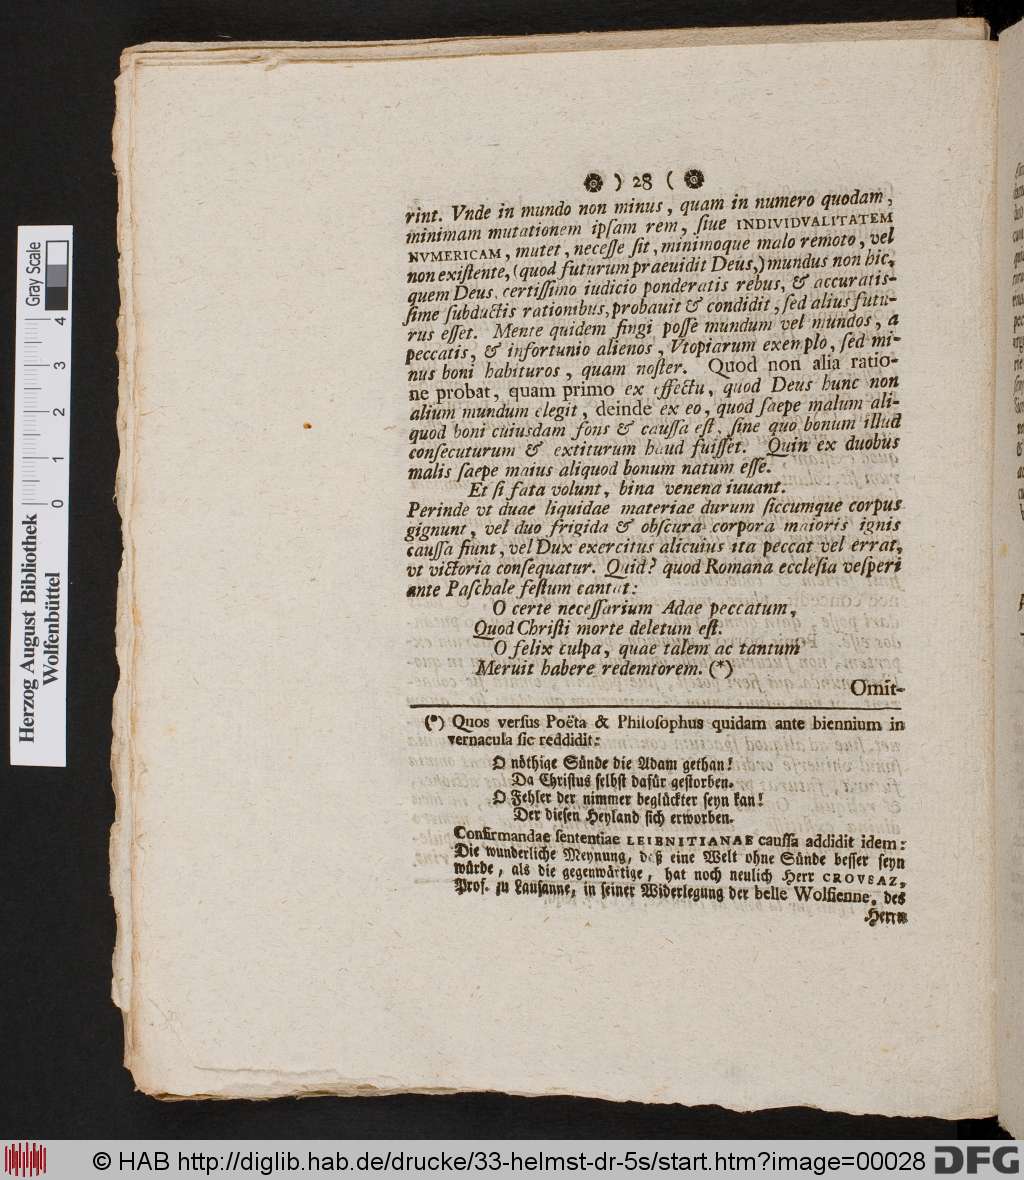 ) 28 (
rint. Vnde in mundo non minus, quam in numero quodam,
minimam mutationem ipſam rem, ſiue INDIVIDVALITATEM
NVMERICAM, mutet, neceſſe ſit, minimoque malo remoto, vel
non exiſtente, (quod futurum praeuidit Deus,) mundus non hic,
quem Deus, certiſſimo iudicio ponderatis rebus, & accuratis-
ſime ſubductis rationibus, probauit & condidit, ſed alius futu-
rus eſſet. Mente quidem fingi poſſe mundum vel mundos, a
peccatis, & infortunio alienos, Vtopiarum exemplo, ſed mi-
nus boni habituros, quam noſter. Quod non alia ratio-
ne probat, quam primo ex effectu, quod Deus hunc non
alium mundum elegit, deinde ex eo, quod ſaepe malum ali-
quod boni cuiusdam fons & cauſſa eſt, ſine quo bonum illud
conſecuturum & extiturum haud fuiſſet. Quin ex duobus
malis ſaepe maius aliquod bonum natum eſſe.
Et ſi fata volunt, bina venena iuuant.
Perinde vt duae liquidae materiae durum ſiccumque corpus
gignunt, vel duo frigida & obſcura corpora maioris ignis
cauſſa fiunt, vel Dux exercitus alicuius ita peccat vel errat,
vt victoria conſequatur. Quid? quod Romana eccleſia veſperi
ante Paſchale feſtum cantat:
O certe neceſſarium Adae peccatum,
Quod Chriſti morte deletum eſt.
O felix culpa, quae talem ac tantum
Meruit habere redemtorem. (*)
Omit-
(*) Quos verſus Poëta & Philoſophus quidam ante biennium in
vernacula ſic reddidit:
O nöthige Sünde die Adam gethan!
Da Chriſtus ſelbſt dafür geſtorben.
O Fehler der nimmer beglückter ſeyn kan!
Der dieſen Heyland ſich erworben.
Confirmandae ſententiae LEIBNITIANAE cauſſa addidit idem:
Die wunderliche Meynung, daß eine Welt ohne Sünde beſſer ſeyn
würde, als die gegenwärtige, hat noch neulich Herr CROVSAZ,
Prof. zu Lauſanne, in ſeiner Widerlegung der belle Wolfienne, des
Herrn
Herzog August Bibliothek
Wolfenbüttel
0 1 2 3 4
Gray Scale
© HAB http://diglib.hab.de/drucke/33-helmst-dr-5s/start.htm?image=00028
DFG